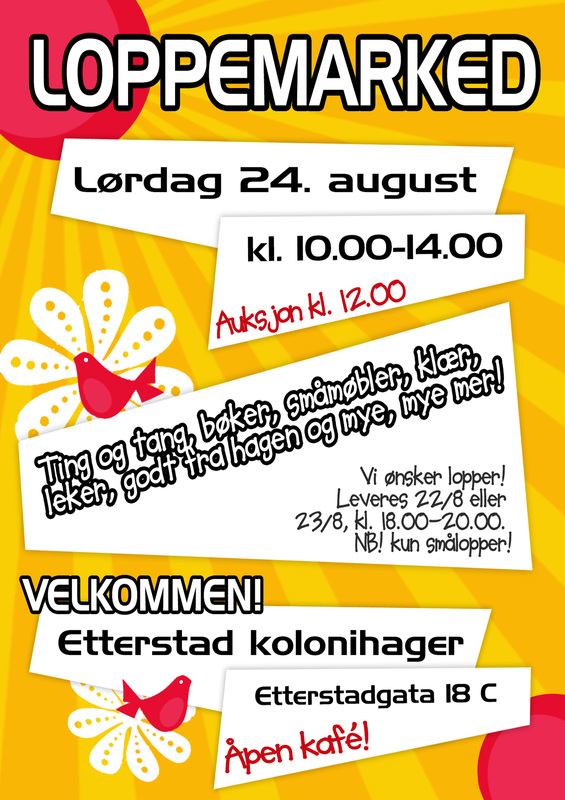 LOPPEMARKED
Lørdag 24. august
kl. 10.00-14.00
Auksjon kl. 12.00
Ting og tang, bøker, småmøbler, klær,
leker, godt fra hagen og mye, mye mer!
Vi ønsker lopper!
Leveres 22/8 eller
23/8, kl. 18.00-20.00.
NB! kun smålopper!
VELKOMMEN!
Etterstad kolonihager
Etterstadgata 18 C
Åpen kafé!